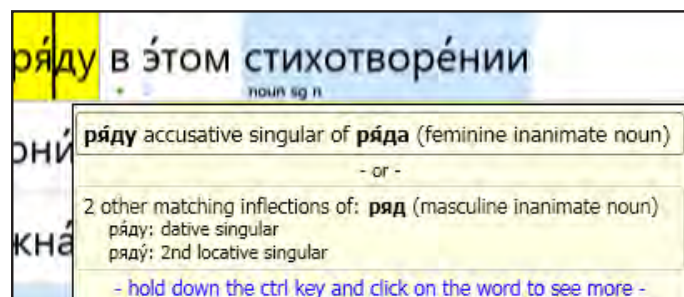 ря́ду в э́том стихотворе́нии
noun sg n
они́
ря́ду accusative singular of ря́да (feminine inanimate noun)
- or -
2 other matching inflections of: ряд (masculine inanimate noun)
ря́ду: dative singular
ряду́: 2nd locative singular
кна́
- hold down the ctrl key and click on the word to see more -